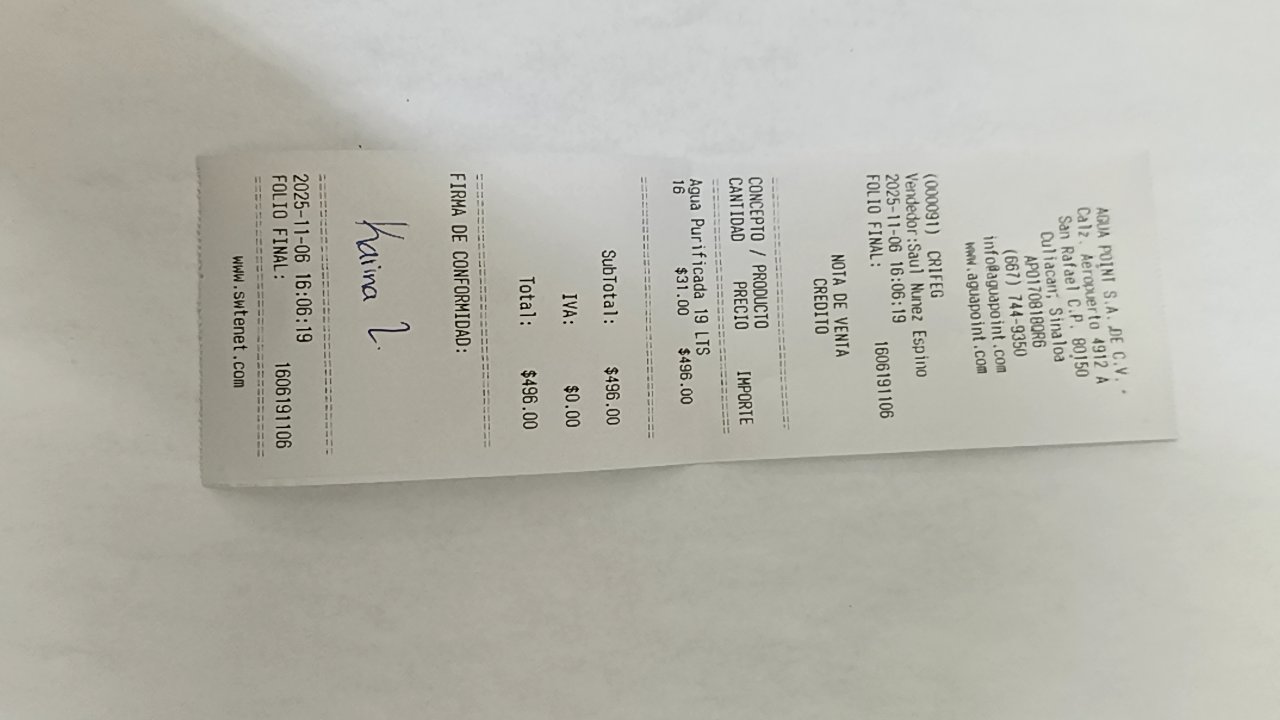 AGUA POINT S.A. DE C.V.
Calz. Aeropuerto 4912 A
San Rafael C.P. 80150
Culiacan, Sinaloa
APO170818QR6
(667) 744-9350
info@aguapoint.com
www.aguapoint.com
(000091) CRIFEG
Vendedor:Saul Nunez Espino
2025-11-06 16:06:19
FOLIO FINAL: 1606191106
NOTA DE VENTA
CREDITO
CONCEPTO / PRODUCTO
CANTIDAD PRECIO IMPORTE
Agua Purificada 19 LTS
16 $31.00 $496.00
SubTotal: $496.00
IVA: $0.00
Total: $496.00
FIRMA DE CONFORMIDAD:
Karina L.
2025-11-06 16:06:19
FOLIO FINAL: 1606191106
www.swtenet.com